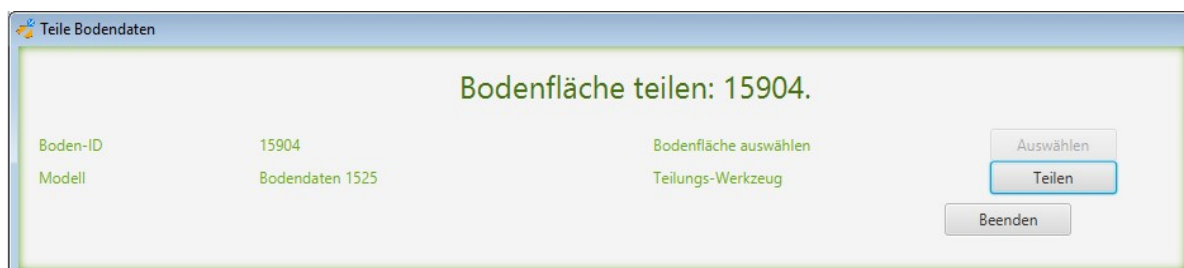 Teile Bodendaten
Bodenfläche teilen: 15904.
Boden-ID 15904 Bodenfläche auswählen Auswählen
Modell Bodendaten 1525 Teilungs-Werkzeug Teilen
Beenden